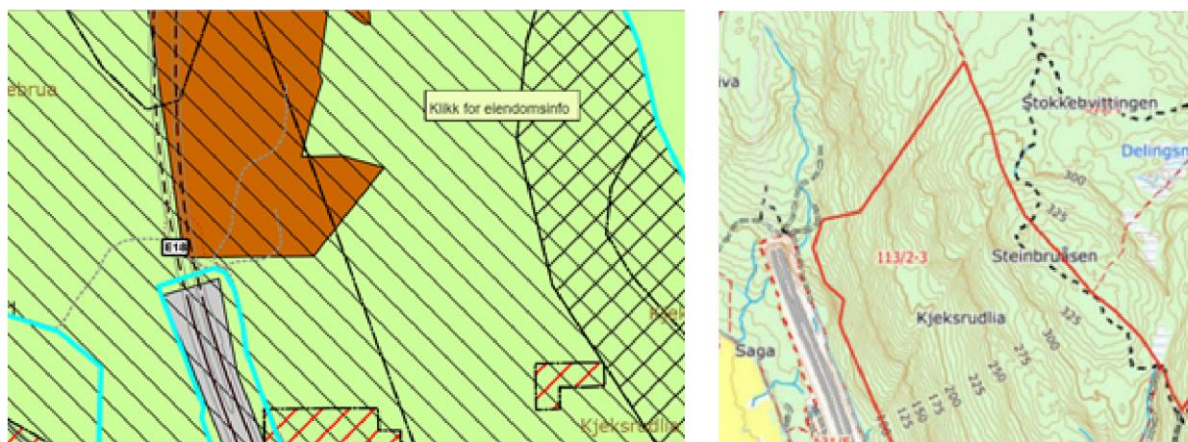 ebrua
Klikk for eiendomsinfo
E18
Kjeksrudlia
iva
Stokkebvittingen
Delingsm
300
325
Steinbruåsen
113/2-3
325
Kjeksrudlia
300
275
250
225
200
175
150
125
Saga